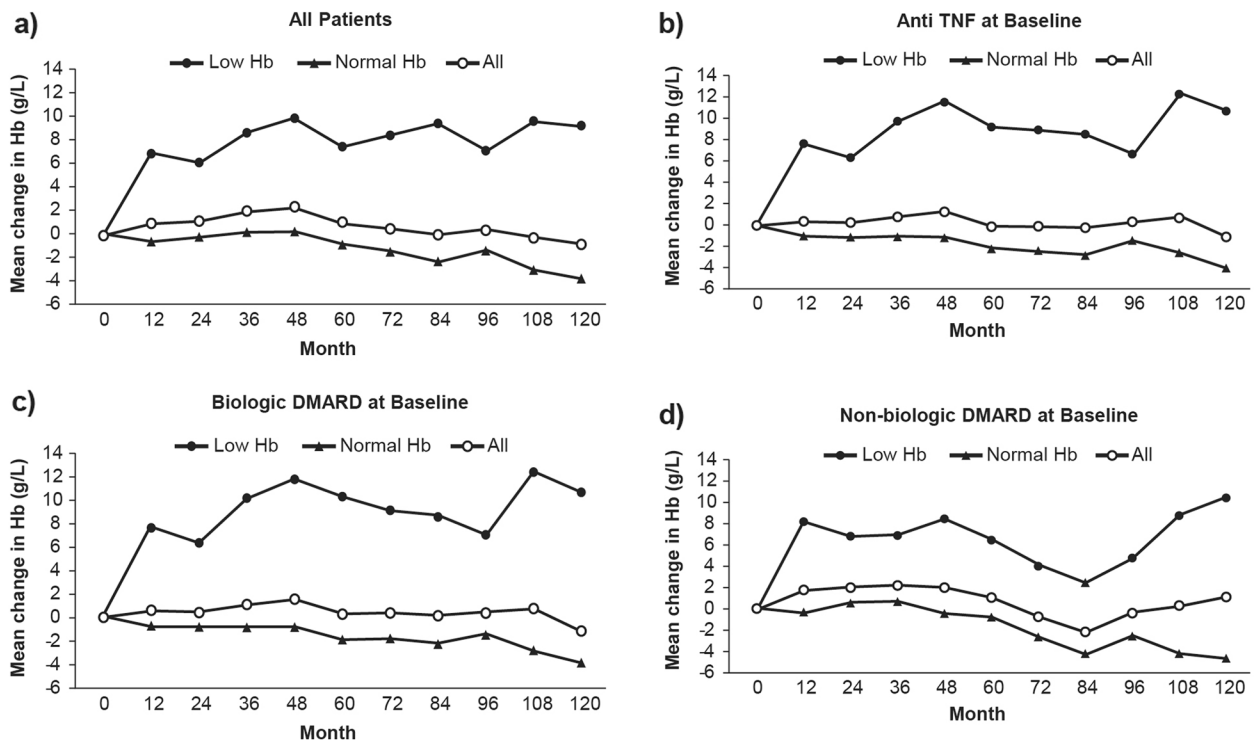 a)
All Patients
Low Hb Normal Hb All
Mean change in Hb (g/L)
14
12
10
8
6
4
2
0
-2
-4
-6
0 12 24 36 48 60 72 84 96 108 120
Month
b)
Anti TNF at Baseline
Low Hb Normal Hb All
Mean change in Hb (g/L)
14
12
10
8
6
4
2
0
-2
-4
-6
0 12 24 36 48 60 72 84 96 108 120
Month
c)
Biologic DMARD at Baseline
Low Hb Normal Hb All
Mean change in Hb (g/L)
14
12
10
8
6
4
2
0
-2
-4
-6
0 12 24 36 48 60 72 84 96 108 120
Month
d)
Non-biologic DMARD at Baseline
Low Hb Normal Hb All
Mean change in Hb (g/L)
14
12
10
8
6
4
2
0
-2
-4
-6
0 12 24 36 48 60 72 84 96 108 120
Month